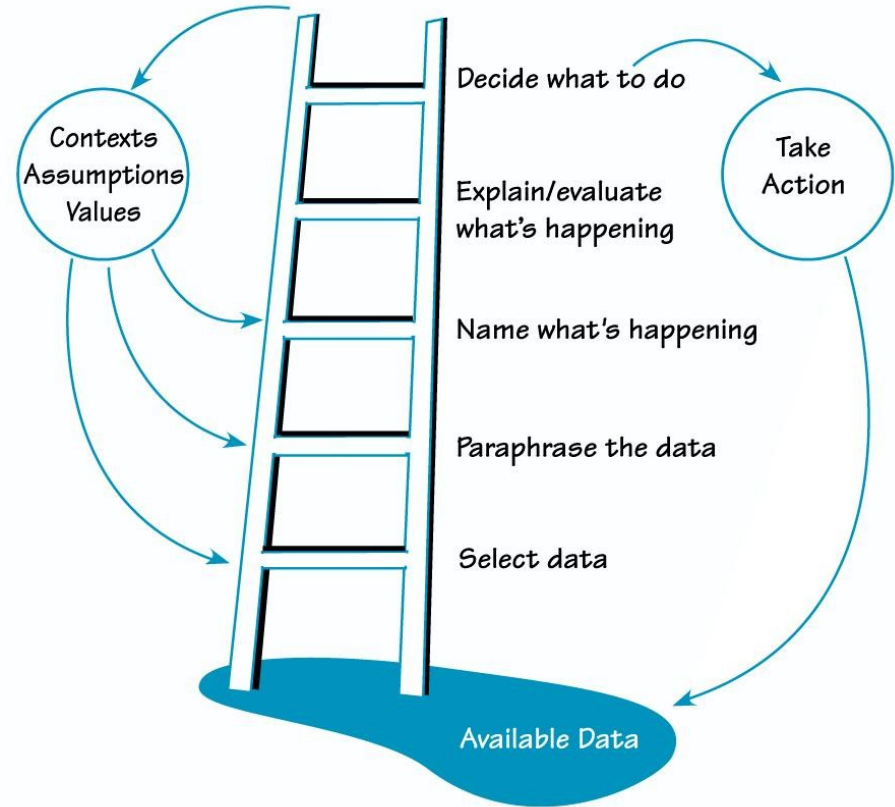 Decide what to do
Contexts
Assumptions
Values
Take
Action
Explain/evaluate
what's happening
Name what's happening
Paraphrase the data
Select data
Available Data